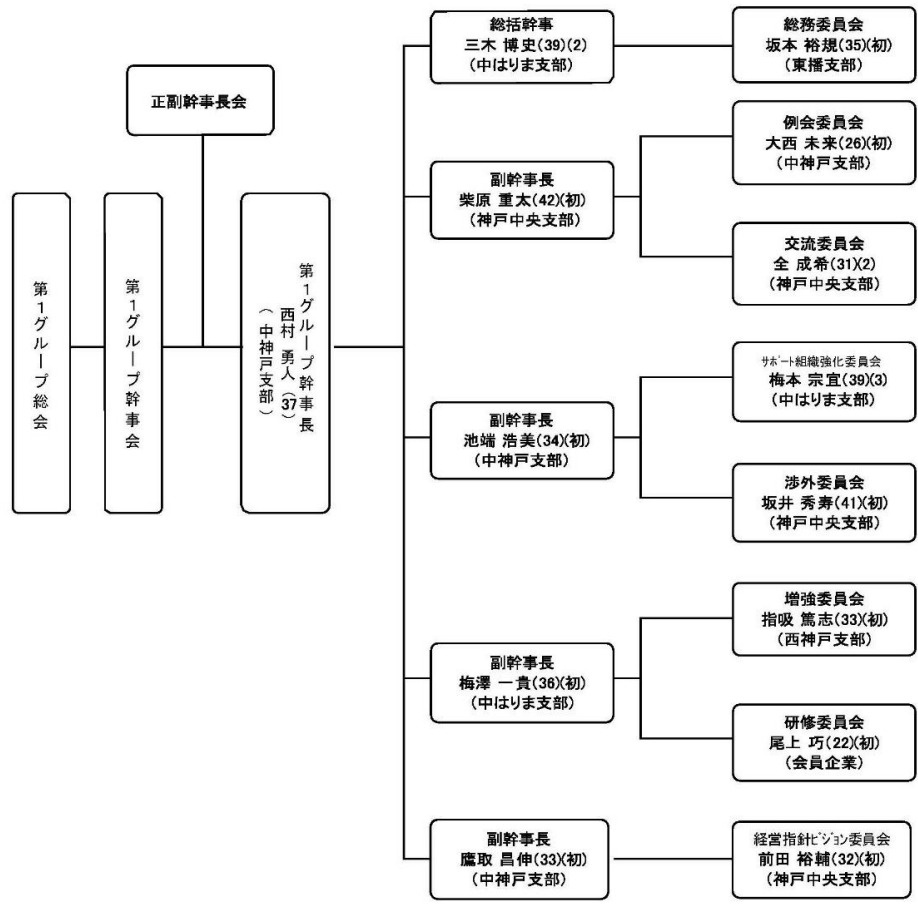 正副幹事長会
第1グループ総会
第1グループ幹事会
第1グループ幹事長
西村 勇人(37)
(中神戸支部)
総括幹事
三木 博史(39)(2)
(中はりま支部)
総務委員会
坂本 裕規(35)(初)
(東播支部)
副幹事長
柴原 重太(42)(初)
(神戸中央支部)
例会委員会
大西 未来(26)(初)
(中神戸支部)
交流委員会
全 成希(31)(2)
(神戸中央支部)
副幹事長
池端 浩美(34)(初)
(中神戸支部)
サポート組織強化委員会
梅本 宗宜(39)(3)
(中はりま支部)
渉外委員会
坂井 秀寿(41)(初)
(神戸中央支部)
副幹事長
梅澤 一貴(36)(初)
(中はりま支部)
増強委員会
指吸 篤志(33)(初)
(西神戸支部)
研修委員会
尾上 巧(22)(初)
(会員企業)
副幹事長
鷹取 昌伸(33)(初)
(中神戸支部)
経営指針ビジョン委員会
前田 裕輔(32)(初)
(神戸中央支部)